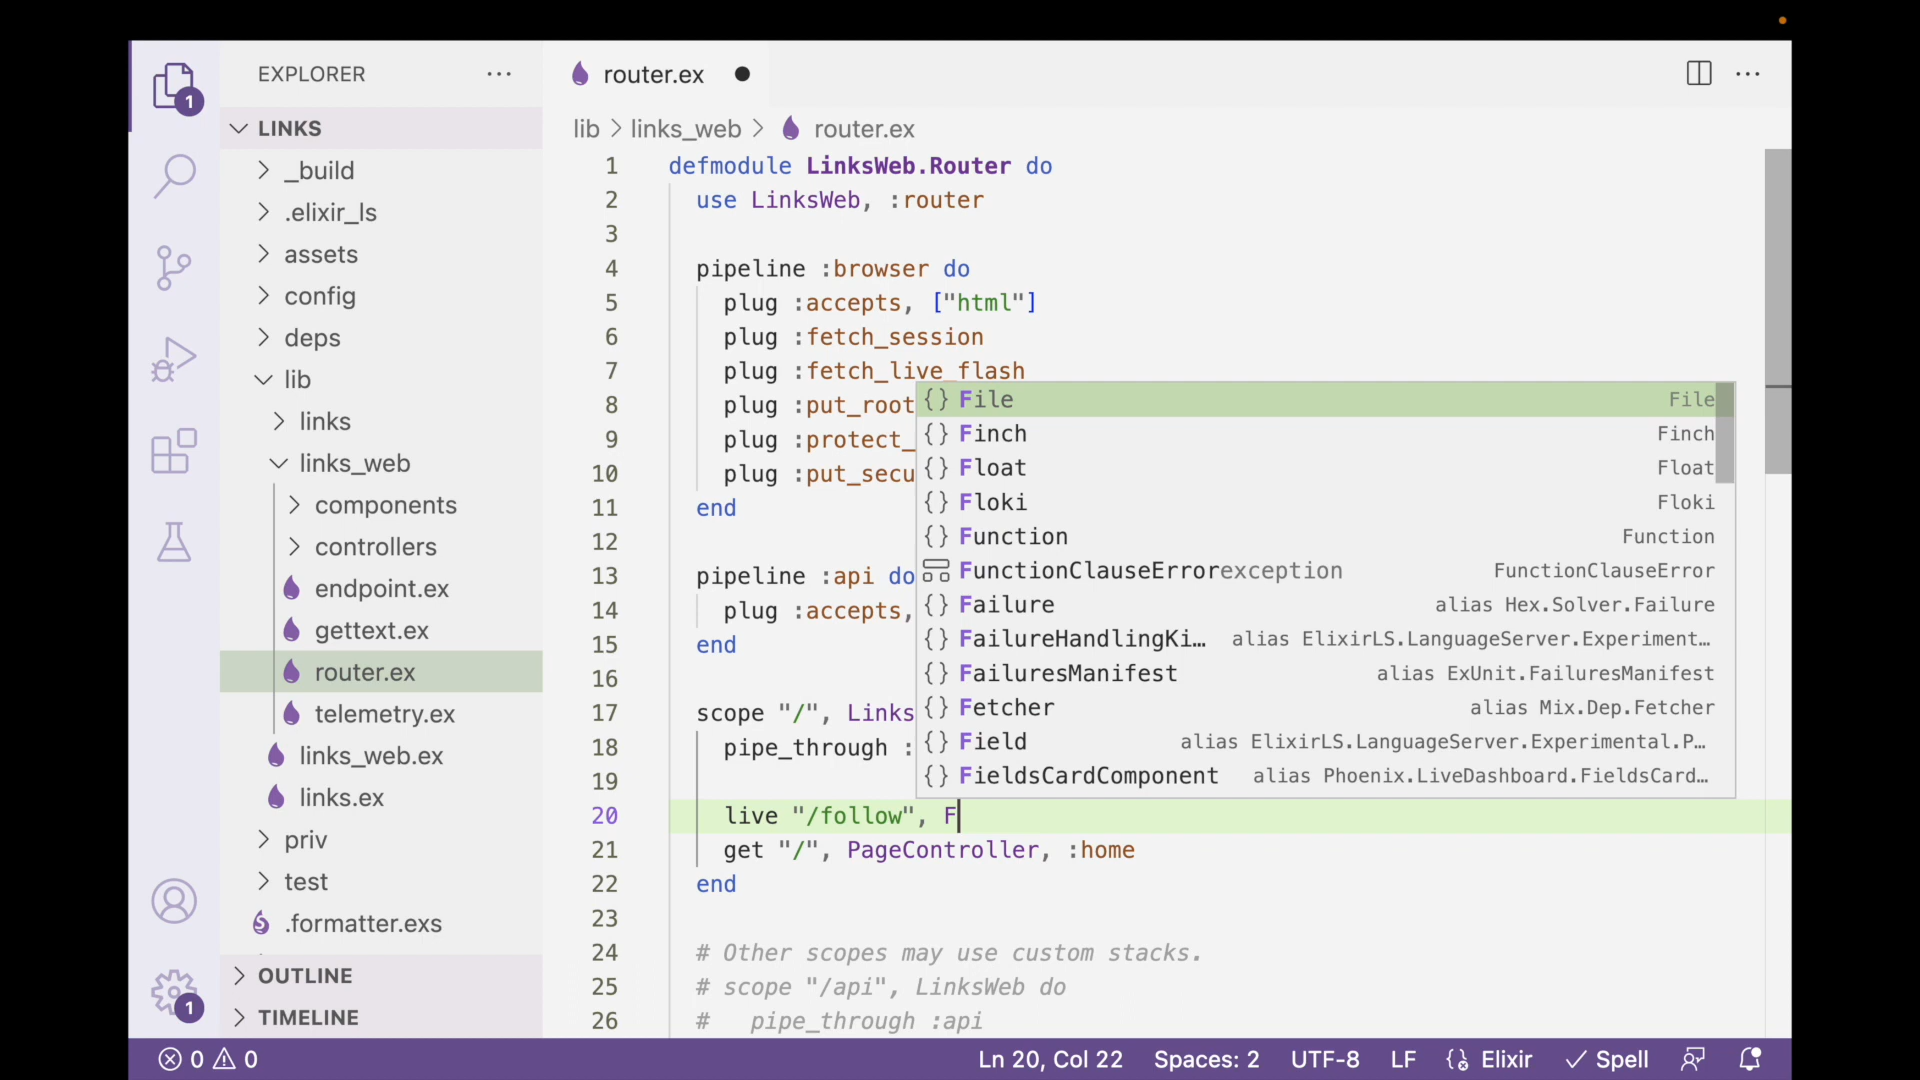 EXPLORER
LINKS
_build
.elixir_ls
assets
config
deps
lib
links
links_web
components
controllers
endpoint.ex
gettext.ex
router.ex
telemetry.ex
links_web.ex
links.ex
priv
test
.formatter.exs
OUTLINE
TIMELINE
1
1
router.ex
lib > links_web > router.ex
1 defmodule LinksWeb.Router do
2 use LinksWeb, :router
3
4 pipeline :browser do
5 plug :accepts, ["html"]
6 plug :fetch_session
7 plug :fetch_live_flash
8 plug :put_root
9 plug :protect_
10 plug :put_secu
11 end
12
13 pipeline :api do
14 plug :accepts,
15 end
16
17 scope "/", Links
18 pipe_through :
19
20 live "/follow", F
21 get "/", PageController, :home
22 end
23
24 # Other scopes may use custom stacks.
25 # scope "/api", LinksWeb do
26 # pipe_through :api
{} File File
{} Finch Finch
{} Float Float
{} Floki Floki
{} Function Function
FunctionClauseErrorexception FunctionClauseError
{} Failure alias Hex.Solver.Failure
{} FailureHandlingKi… alias ElixirLS.LanguageServer.Experiment…
{} FailuresManifest alias ExUnit.FailuresManifest
{} Fetcher alias Mix.Dep.Fetcher
{} Field alias ElixirLS.LanguageServer.Experimental.P…
{} FieldsCardComponent alias Phoenix.LiveDashboard.FieldsCard…
0 0 Ln 20, Col 22 Spaces: 2 UTF-8 LF Elixir Spell